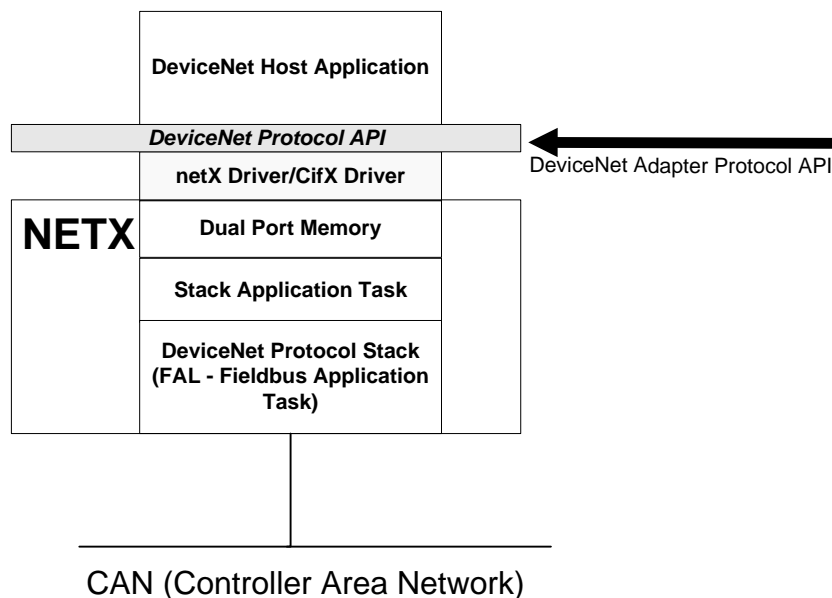 DeviceNet Host Application
DeviceNet Protocol API
DeviceNet Adapter Protocol API
netX Driver/CifX Driver
NETX
Dual Port Memory
Stack Application Task
DeviceNet Protocol Stack
(FAL - Fieldbus Application
Task)
CAN (Controller Area Network)